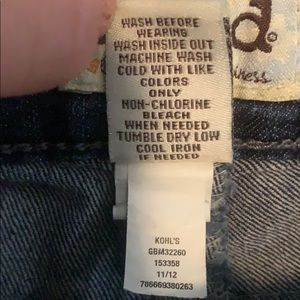 WASH BEFORE
WEARING
WASH INSIDE OUT
MACHINE WASH
COLD WITH LIKE
COLORS
ONLY
NON-CHLORINE
BLEACH
WHEN NEEDED
TUMBLE DRY LOW
COOL IRON
IF NEEDED
KOHL'S
GBM32260
153358
11/12
786669380263